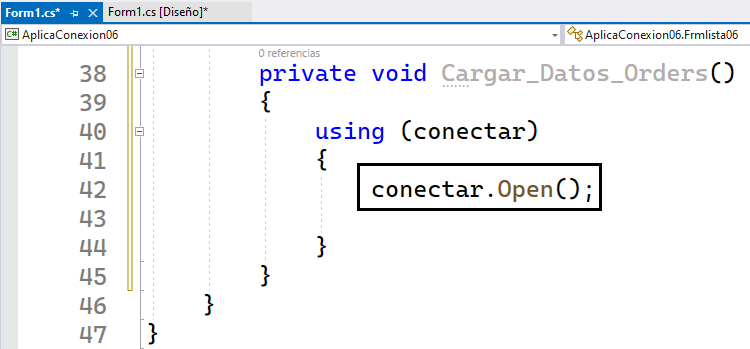 Form1.cs* Form1.cs [Diseño]*
C# AplicaConexion06 AplicaConexion06.Frmlista06
0 referencias
38 private void Cargar_Datos_Orders()
39 {
40 using (conectar)
41 {
42 conectar.Open();
43
44 }
45 }
46 }
47 }